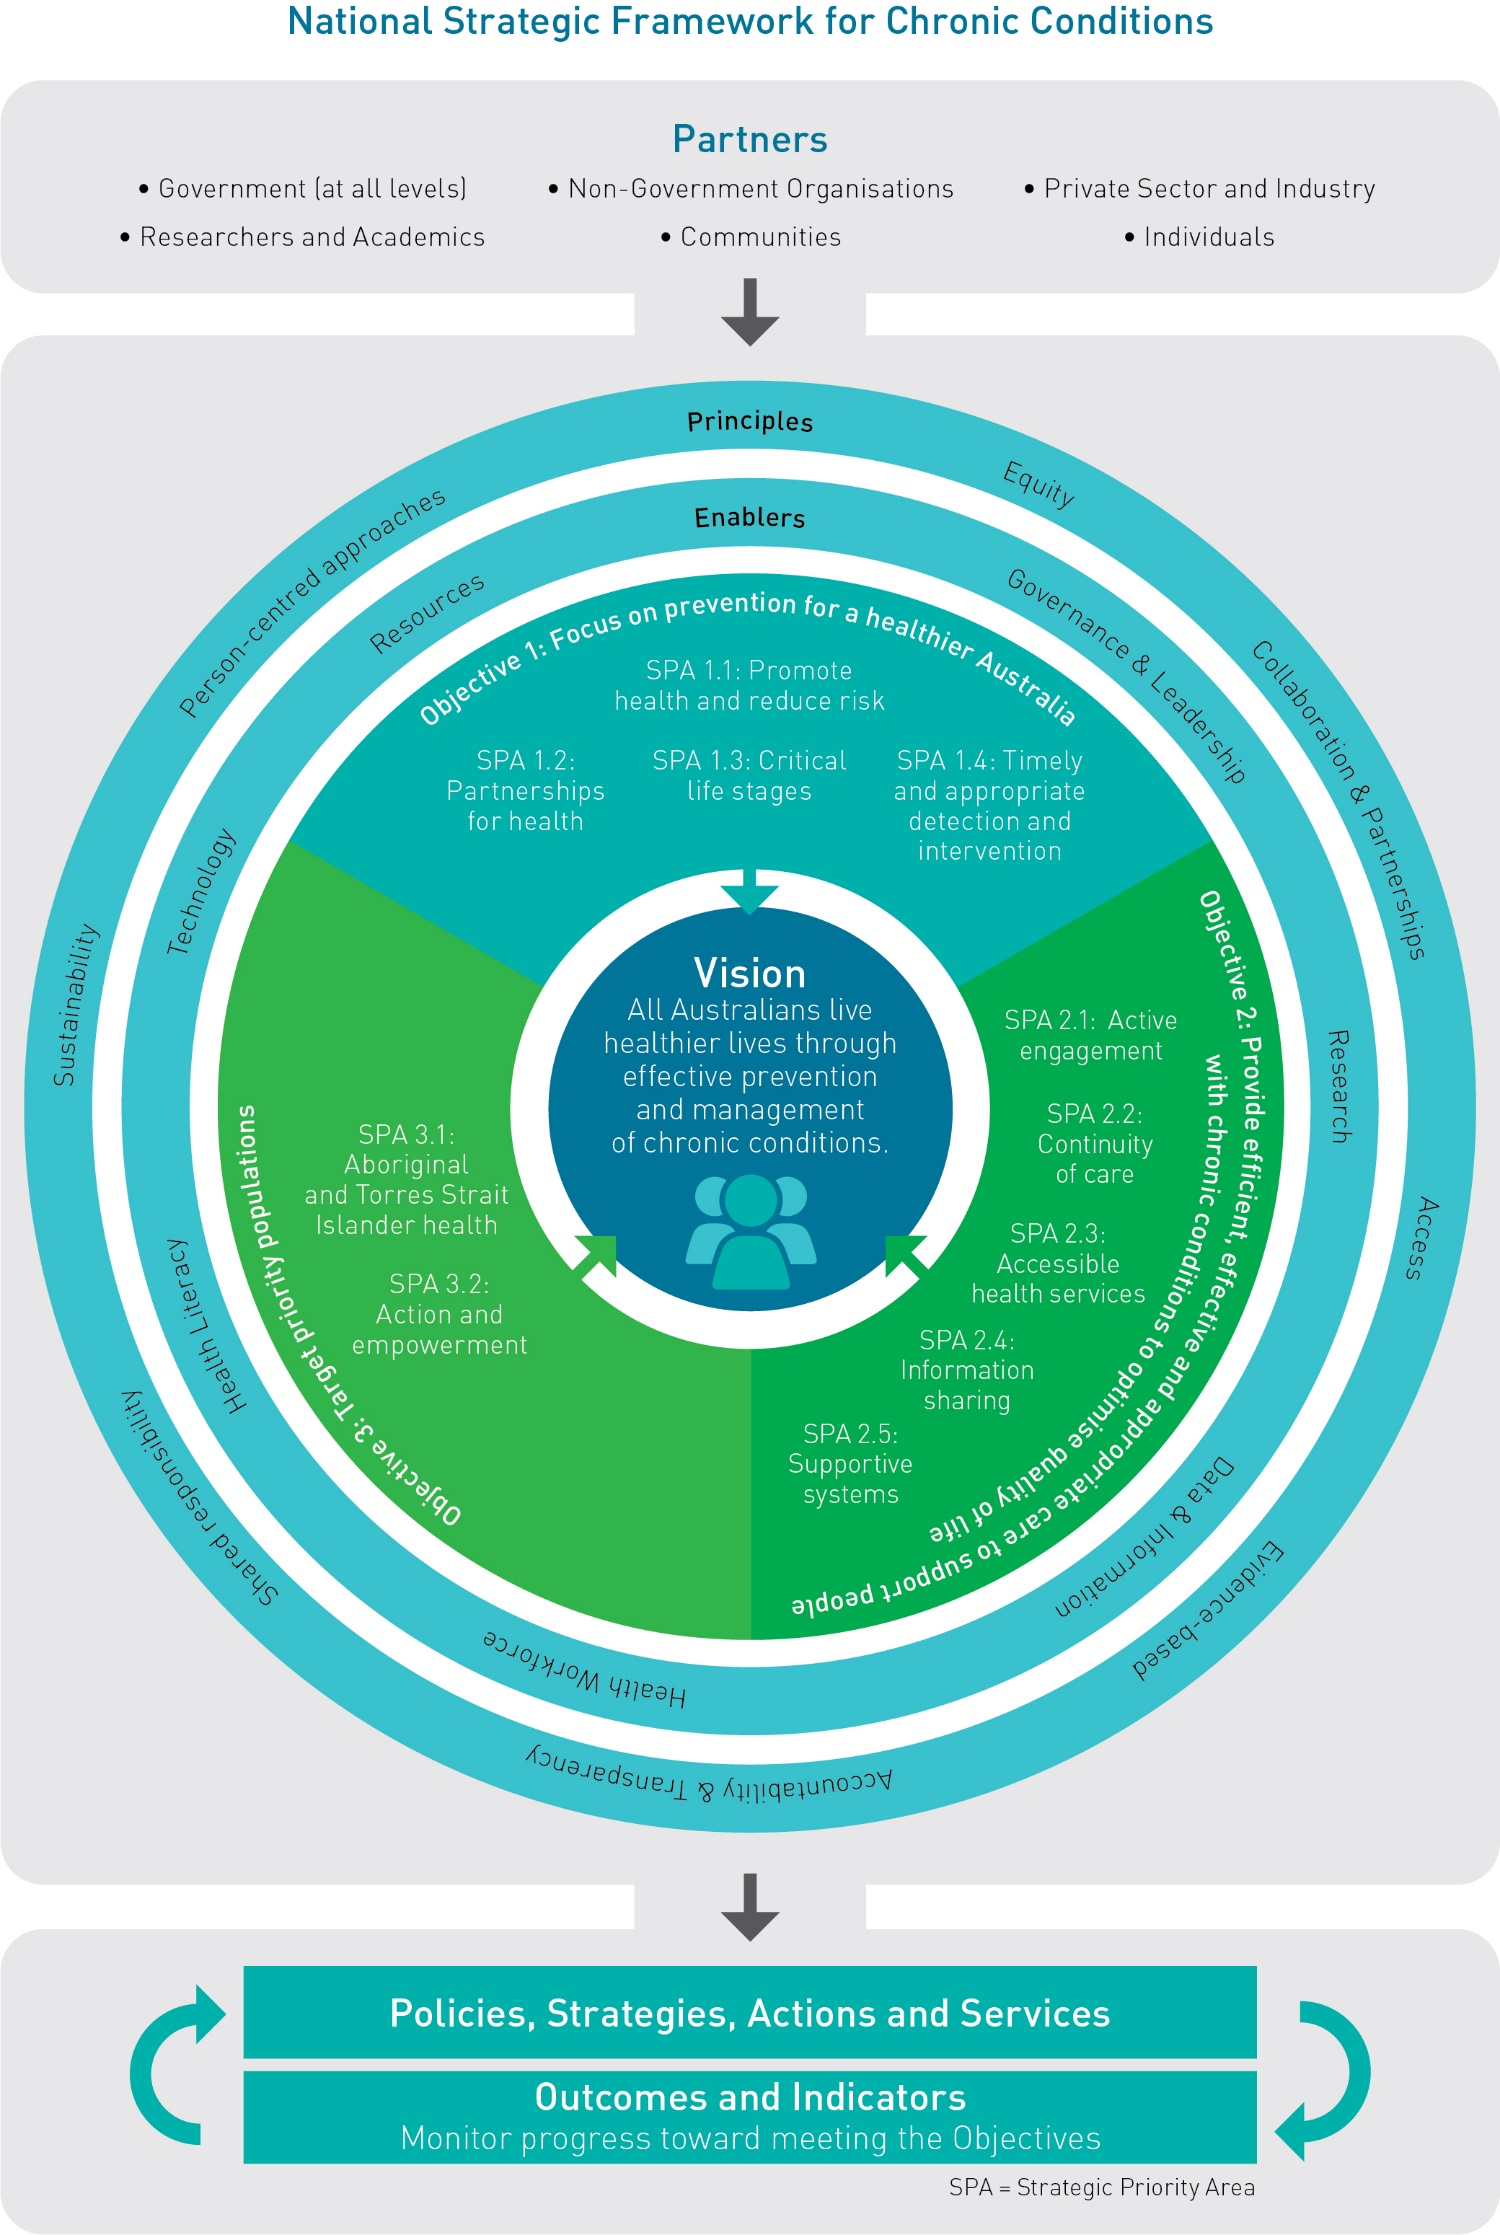 National Strategic Framework for Chronic Conditions
Partners
• Government (at all levels)
• Non-Government Organisations
• Private Sector and Industry
• Researchers and Academics
• Communities
• Individuals
Principles
Equity
Collaboration & Partnerships
Access
Evidence-based
Accountability & Transparency
Shared responsibility
Sustainability
Person-centred approaches
Enablers
Governance & Leadership
Research
Data & Information
Health Workforce
Health Literacy
Technology
Resources
Objective 1: Focus on prevention for a healthier Australia
SPA 1.1: Promote
health and reduce risk
SPA 1.2:
Partnerships
for health
SPA 1.3: Critical
life stages
SPA 1.4: Timely
and appropriate
detection and
intervention
Objective 2: Provide efficient, effective and appropriate care to support people
with chronic conditions to optimise quality of life
SPA 2.1: Active
engagement
SPA 2.2:
Continuity
of care
SPA 2.3:
Accessible
health services
SPA 2.4:
Information
sharing
SPA 2.5:
Supportive
systems
Objective 3: Target priority populations
SPA 3.1:
Aboriginal
and Torres Strait
Islander health
SPA 3.2:
Action and
empowerment
Vision
All Australians live
healthier lives through
effective prevention
and management
of chronic conditions.
Policies, Strategies, Actions and Services
Outcomes and Indicators
Monitor progress toward meeting the Objectives
SPA = Strategic Priority Area